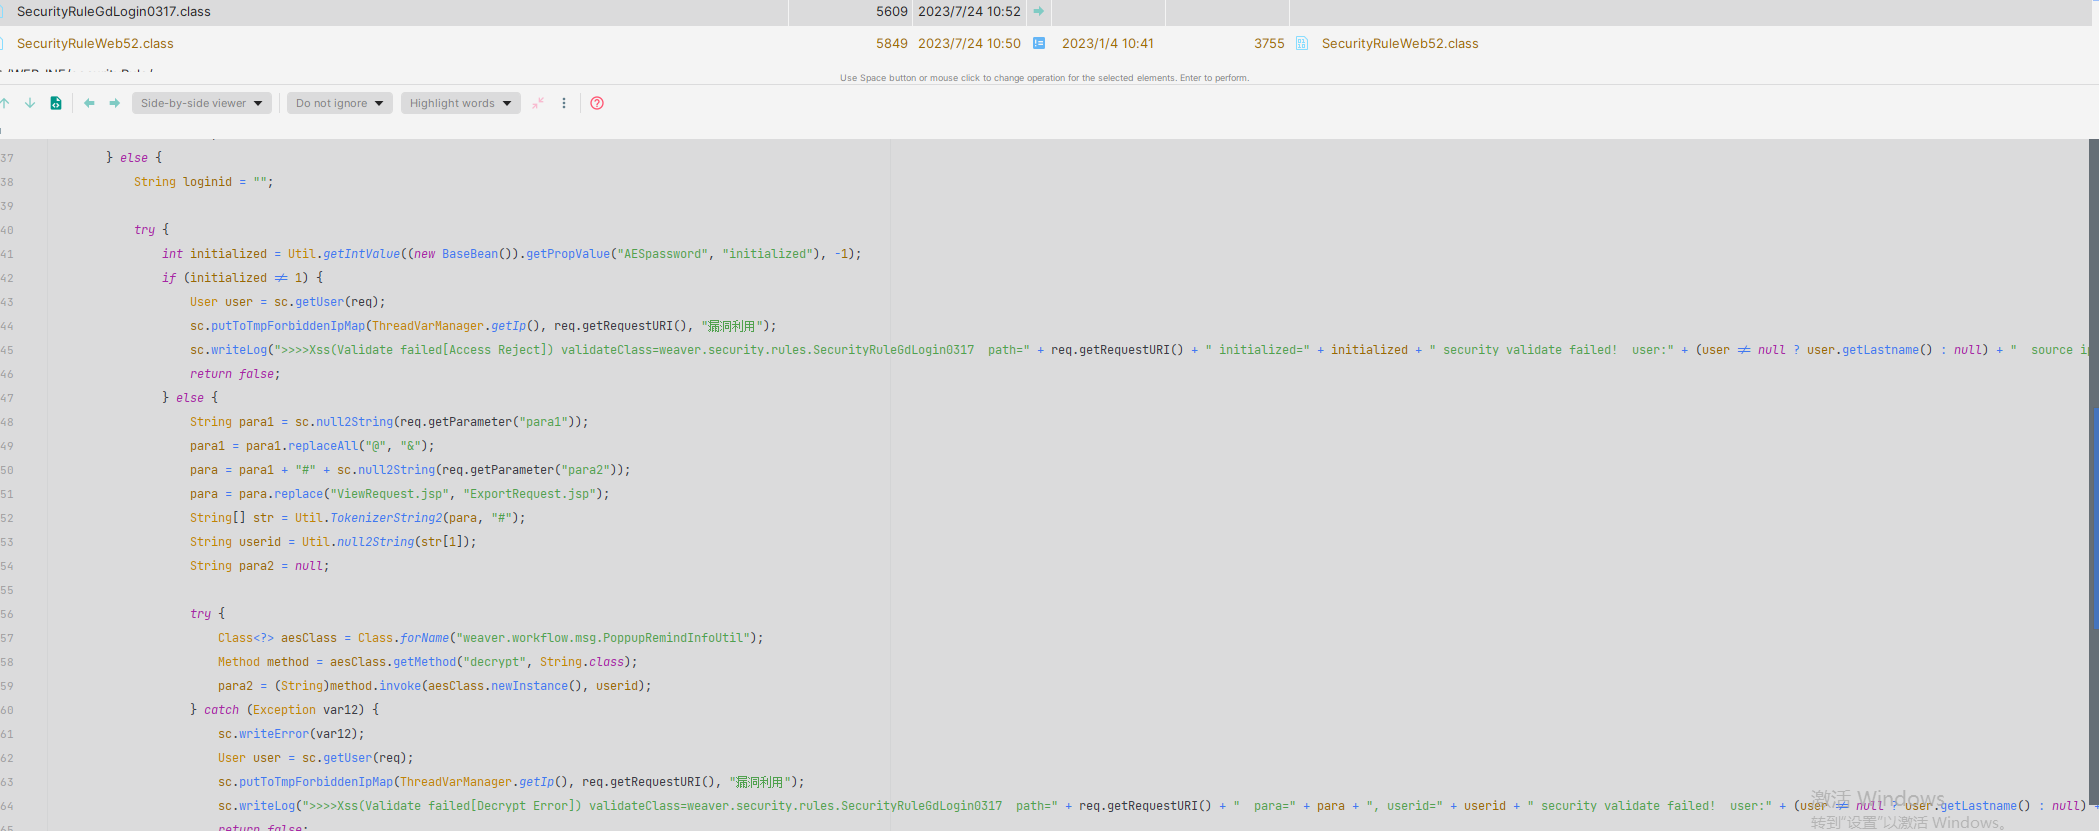 SecurityRuleGdLogin0317.class 5609 2023/7/24 10:52
SecurityRuleWeb52.class 5849 2023/7/24 10:50 2023/1/4 10:41 3755 SecurityRuleWeb52.class
Use Space button or mouse click to change operation for the selected elements. Enter to perform.
Side-by-side viewer Do not ignore Highlight words
37 } else {
38 String loginid = "";
39
40 try {
41 int initialized = Util.getIntValue((new BaseBean()).getPropValue("AESpassword", "initialized"), -1);
42 if (initialized ≠ 1) {
43 User user = sc.getUser(req);
44 sc.putToTmpForbiddenIpMap(ThreadVarManager.getIp(), req.getRequestURI(), "漏洞利用");
45 sc.writeLog(">>>>Xss(Validate failed[Access Reject]) validateClass=weaver.security.rules.SecurityRuleGdLogin0317  path=" + req.getRequestURI() + " initialized=" + initialized + " security validate failed!  user:" + (user ≠ null ? user.getLastname() : null) + "  source
46 return false;
47 } else {
48 String para1 = sc.null2String(req.getParameter("para1"));
49 para1 = para1.replaceAll("@", "&");
50 para = para1 + "#" + sc.null2String(req.getParameter("para2"));
51 para = para.replace("ViewRequest.jsp", "ExportRequest.jsp");
52 String[] str = Util.TokenizerString2(para, "#");
53 String userid = Util.null2String(str[1]);
54 String para2 = null;
55
56 try {
57 Class<?> aesClass = Class.forName("weaver.workflow.msg.PoppupRemindInfoUtil");
58 Method method = aesClass.getMethod("decrypt", String.class);
59 para2 = (String)method.invoke(aesClass.newInstance(), userid);
60 } catch (Exception var12) {
61 sc.writeError(var12);
62 User user = sc.getUser(req);
63 sc.putToTmpForbiddenIpMap(ThreadVarManager.getIp(), req.getRequestURI(), "漏洞利用");
64 sc.writeLog(">>>>Xss(Validate failed[Decrypt Error]) validateClass=weaver.security.rules.SecurityRuleGdLogin0317  path=" + req.getRequestURI() + "  para=" + para + ", userid=" + userid + " security validate failed!  user:" + (user ≠ null ? user.getLastname() : null) +
65 return false;
激活 Windows
转到"设置"以激活 Windows。